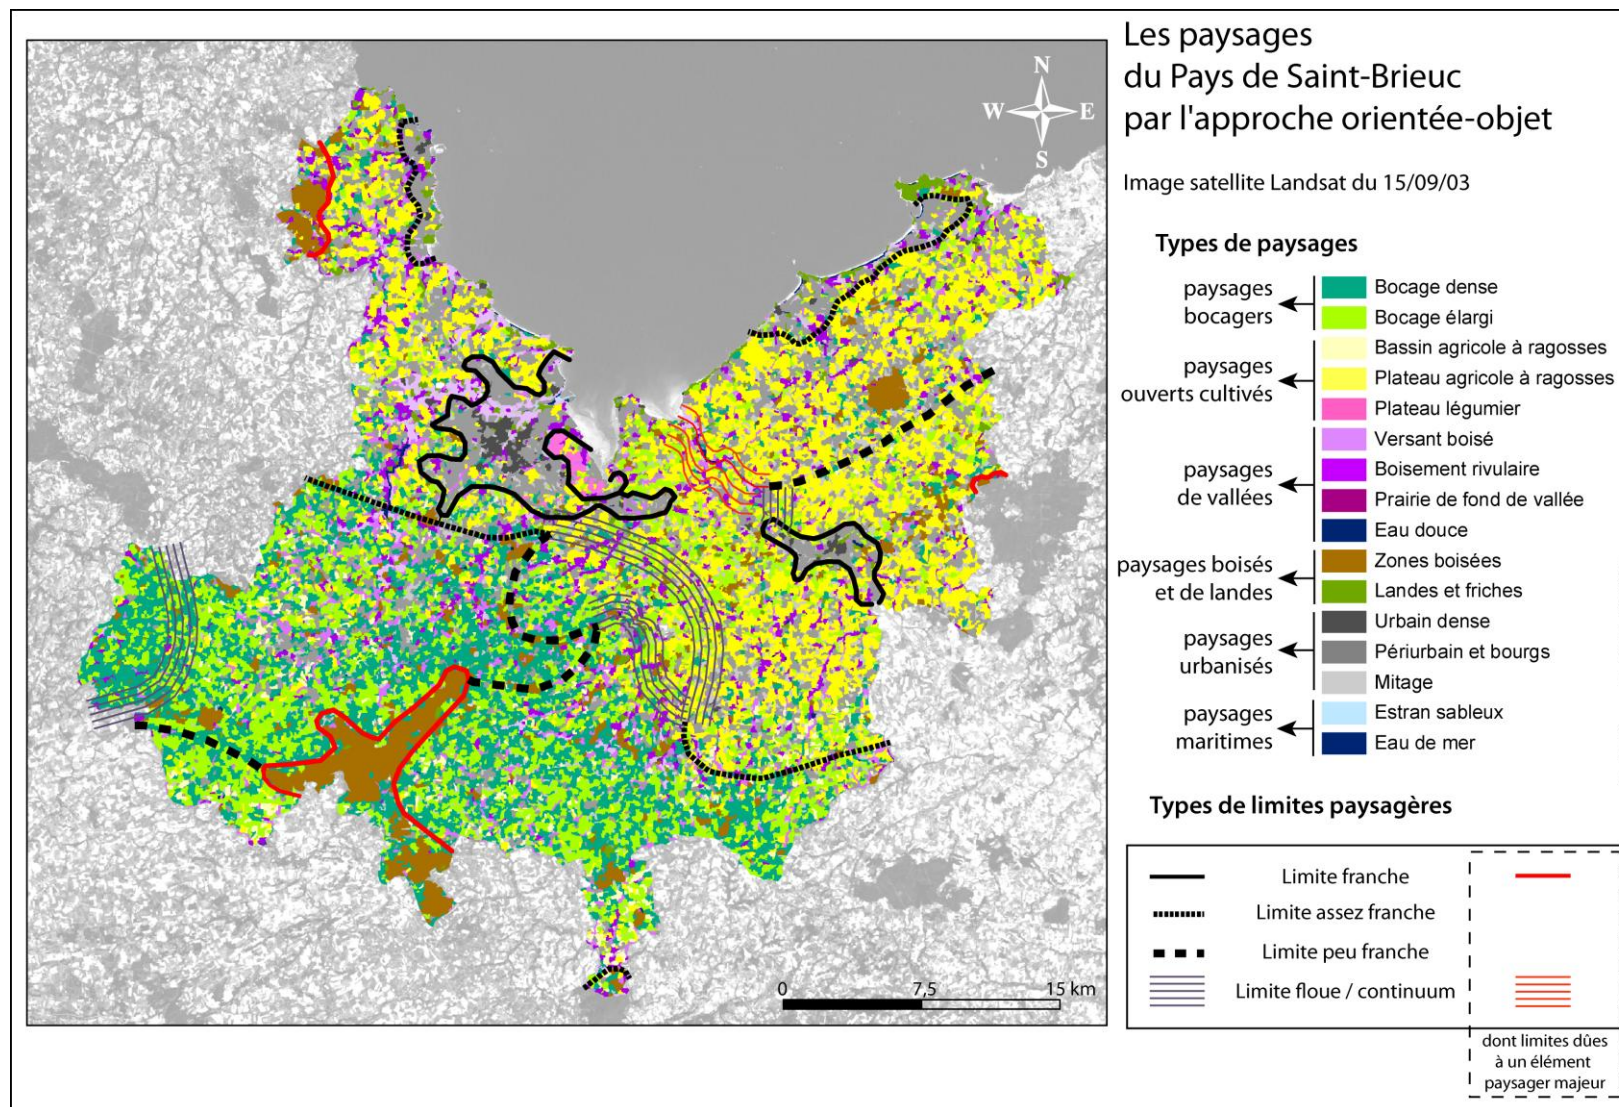 Les paysages
du Pays de Saint-Brieuc
par l'approche orientée-objet
N
W E
S
Image satellite Landsat du 15/09/03
Types de paysages
paysages
bocagers
Bocage dense
Bocage élargi
paysages
ouverts cultivés
Bassin agricole à ragosses
Plateau agricole à ragosses
Plateau légumier
paysages
de vallées
Versant boisé
Boisement rivulaire
Prairie de fond de vallée
Eau douce
paysages boisés
et de landes
Zones boisées
Landes et friches
paysages
urbanisés
Urbain dense
Périurbain et bourgs
Mitage
paysages
maritimes
Estran sableux
Eau de mer
Types de limites paysagères
Limite franche
Limite assez franche
Limite peu franche
Limite floue / continuum
dont limites dûes
à un élément
paysager majeur
0 7,5 15 km